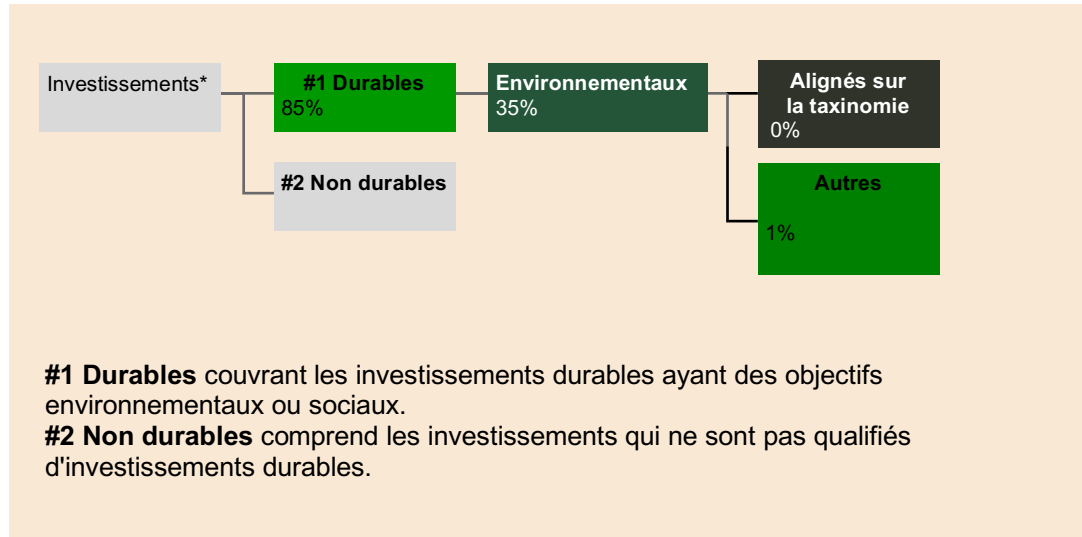 Investissements*
#1 Durables
85%
Environnementaux
35%
Alignés sur
la taxinomie
0%
#2 Non durables
Autres
1%
#1 Durables couvrant les investissements durables ayant des objectifs
environnementaux ou sociaux.
#2 Non durables comprend les investissements qui ne sont pas qualifiés
d'investissements durables.